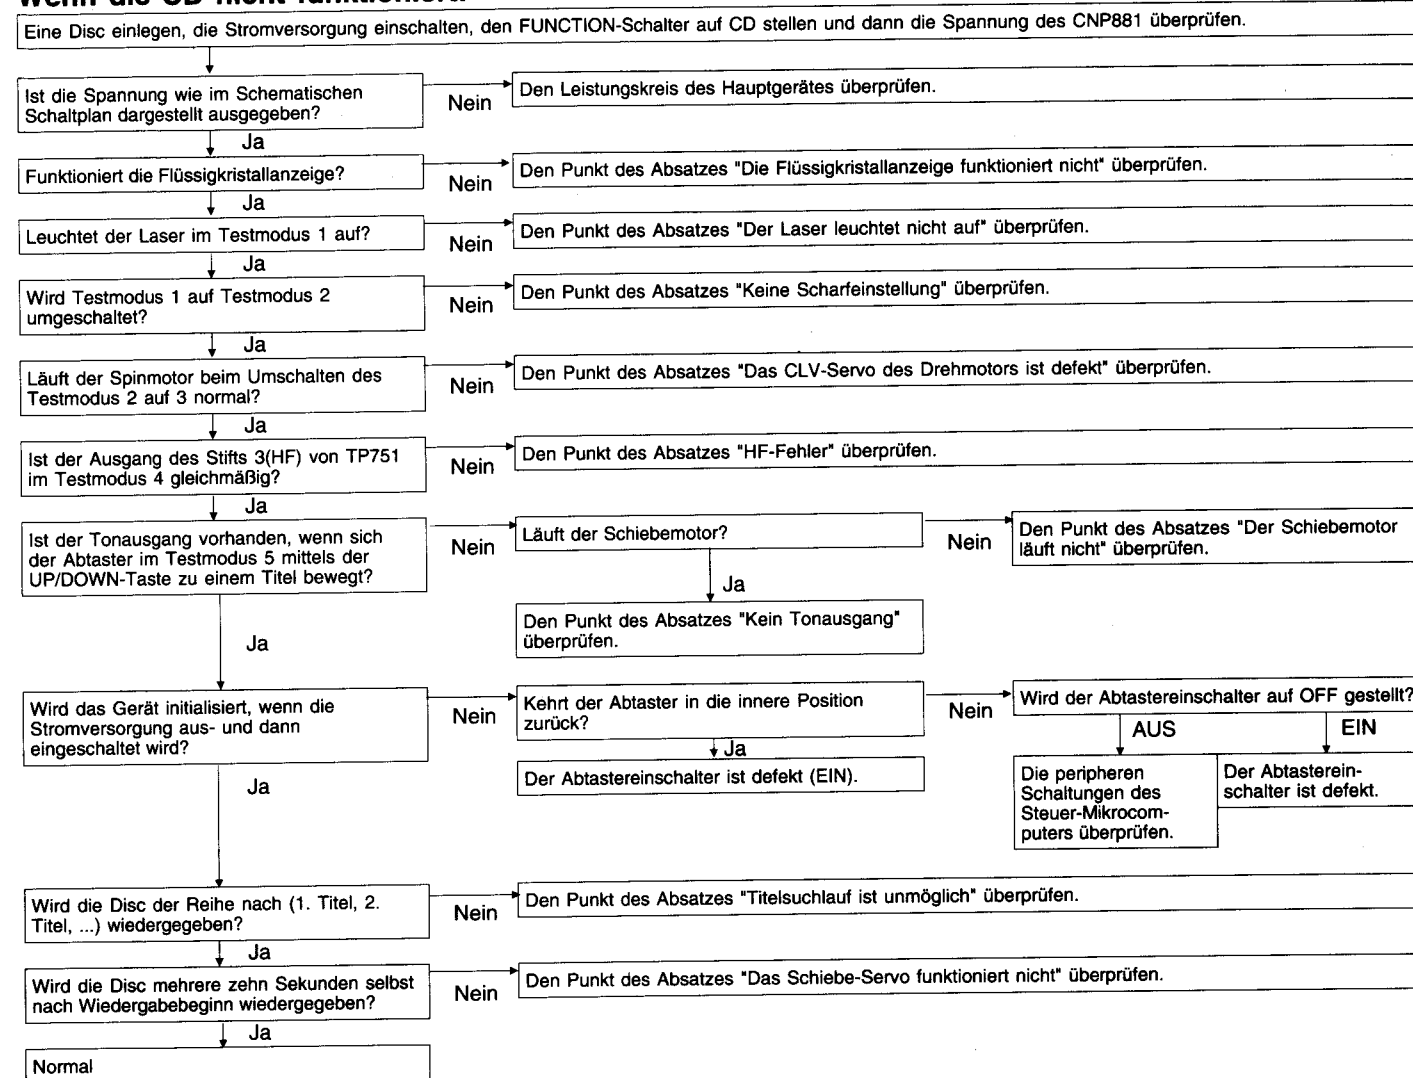 Wenn die CD nicht funktioniert.
Eine Disc einlegen, die Stromversorgung einschalten, den FUNCTION-Schalter auf CD stellen und dann die Spannung des CNP881 überprüfen.
Ist die Spannung wie im Schematischen
Schaltplan dargestellt ausgegeben?
Nein
Den Leistungskreis des Hauptgerätes überprüfen.
Ja
Funktioniert die Flüssigkristallanzeige?
Nein
Den Punkt des Absatzes "Die Flüssigkristallanzeige funktioniert nicht" überprüfen.
Ja
Leuchtet der Laser im Testmodus 1 auf?
Nein
Den Punkt des Absatzes "Der Laser leuchtet nicht auf" überprüfen.
Ja
Wird Testmodus 1 auf Testmodus 2
umgeschaltet?
Nein
Den Punkt des Absatzes "Keine Scharfeinstellung" überprüfen.
Ja
Läuft der Spinmotor beim Umschalten des
Testmodus 2 auf 3 normal?
Nein
Den Punkt des Absatzes "Das CLV-Servo des Drehmotors ist defekt" überprüfen.
Ja
Ist der Ausgang des Stifts 3(HF) von TP751
im Testmodus 4 gleichmäßig?
Nein
Den Punkt des Absatzes "HF-Fehler" überprüfen.
Ja
Ist der Tonausgang vorhanden, wenn sich
der Abtaster im Testmodus 5 mittels der
UP/DOWN-Taste zu einem Titel bewegt?
Nein
Läuft der Schiebemotor?
Nein
Den Punkt des Absatzes "Der Schiebemotor
läuft nicht" überprüfen.
Ja
Den Punkt des Absatzes "Kein Tonausgang"
überprüfen.
Ja
Wird das Gerät initialisiert, wenn die
Stromversorgung aus- und dann
eingeschaltet wird?
Nein
Kehrt der Abtaster in die innere Position
zurück?
Nein
Wird der Abtastereinschalter auf OFF gestellt?
Ja
Der Abtastereinschalter ist defekt (EIN).
AUS
EIN
Die peripheren
Schaltungen des
Steuer-Mikrocom-
puters überprüfen.
Der Abtasterein-
schalter ist defekt.
Ja
Wird die Disc der Reihe nach (1. Titel, 2.
Titel, ...) wiedergegeben?
Nein
Den Punkt des Absatzes "Titelsuchlauf ist unmöglich" überprüfen.
Ja
Wird die Disc mehrere zehn Sekunden selbst
nach Wiedergabebeginn wiedergegeben?
Nein
Den Punkt des Absatzes "Das Schiebe-Servo funktioniert nicht" überprüfen.
Ja
Normal